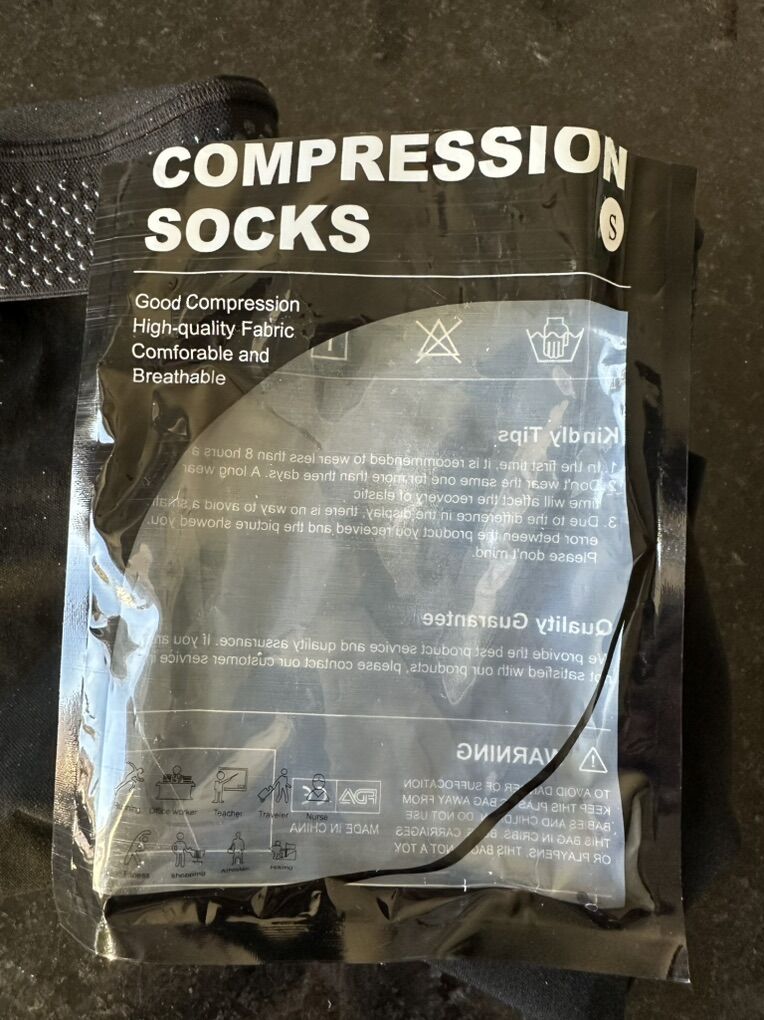 COMPRESSION
SOCKS
S
Good Compression
High-quality Fabric
Comforable and
Breathable
Kindly Tips
1. In the first time, it is recommended to wear less than 8 hours a
2. Don't wear the same one for more than three days. A long wear
time will affect the recovery of elastic
3. Due to the difference in the display, there is no way to avoid a small
error between the product you received and the picture showed you.
Please don't mind.
Quality Guarantee
We provide the best product service and quality assurance. If you are
not satisfied with our products, please contact our customer service
WARNING
TO AVOID DANGER OF SUFFOCATION
KEEP THIS PLASTIC BAG AWAY FROM
BABIES AND CHILDREN. DO NOT USE
THIS BAG IN CRIBS, BEDS, CARRIAGES
OR PLAYPENS. THIS BAG NOT A TOY
FDA
MADE IN CHINA
Office worker Teacher Traveler Nurse